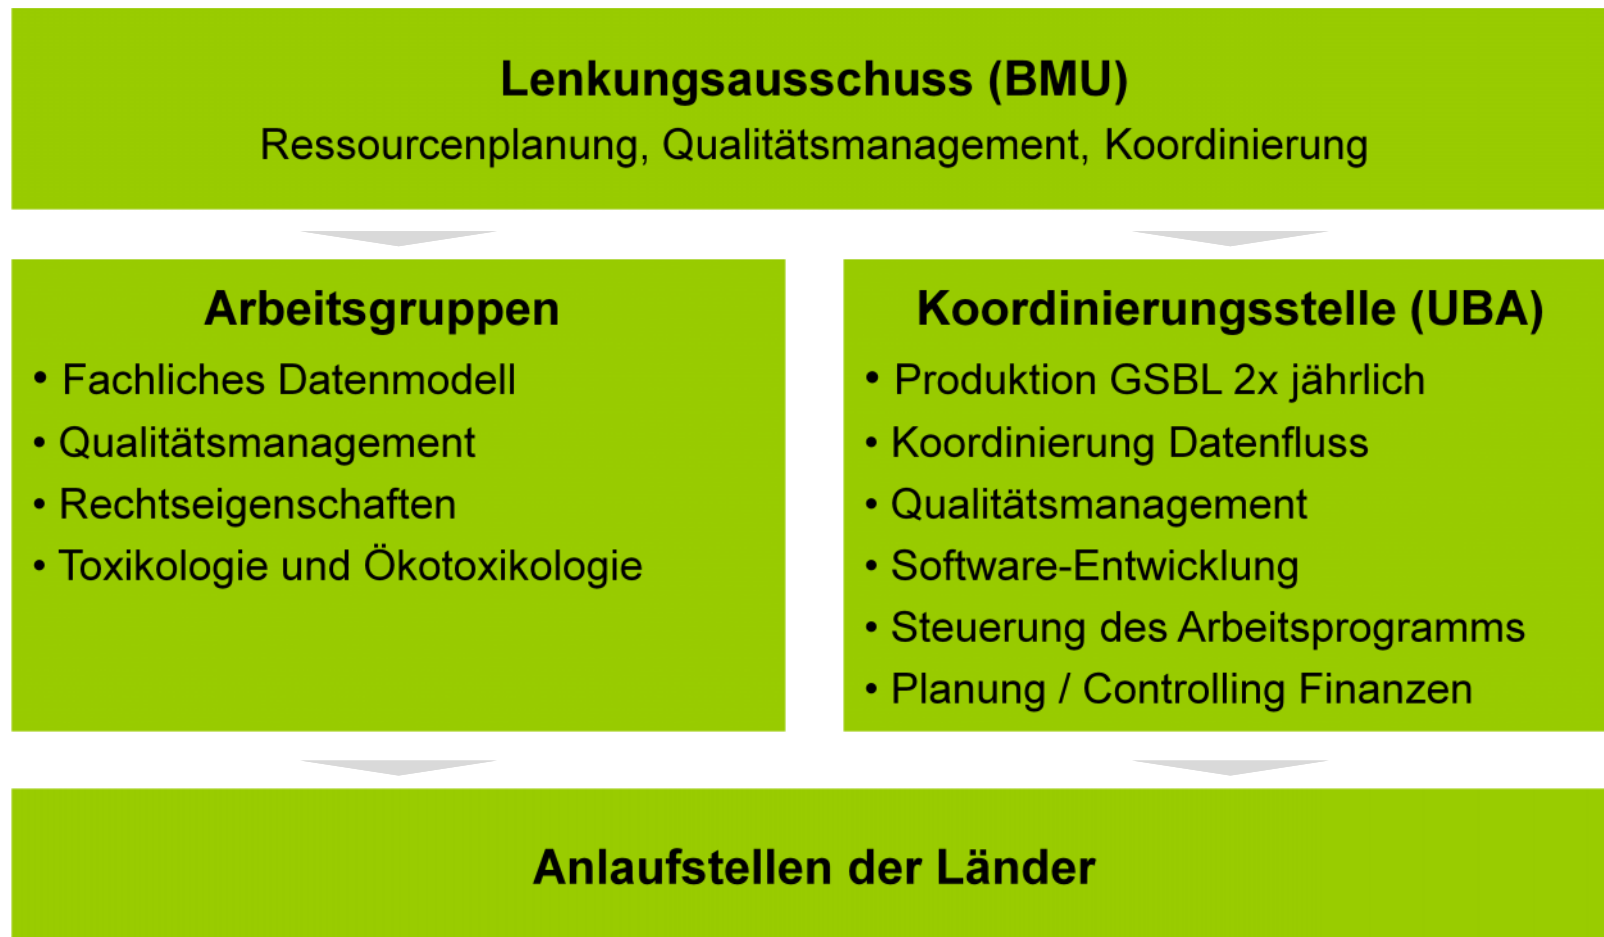 Lenkungsausschuss (BMU)
Ressourcenplanung, Qualitätsmanagement, Koordinierung
Arbeitsgruppen
• Fachliches Datenmodell
• Qualitätsmanagement
• Rechtseigenschaften
• Toxikologie und Ökotoxikologie
Koordinierungsstelle (UBA)
• Produktion GSBL 2x jährlich
• Koordinierung Datenfluss
• Qualitätsmanagement
• Software-Entwicklung
• Steuerung des Arbeitsprogramms
• Planung / Controlling Finanzen
Anlaufstellen der Länder